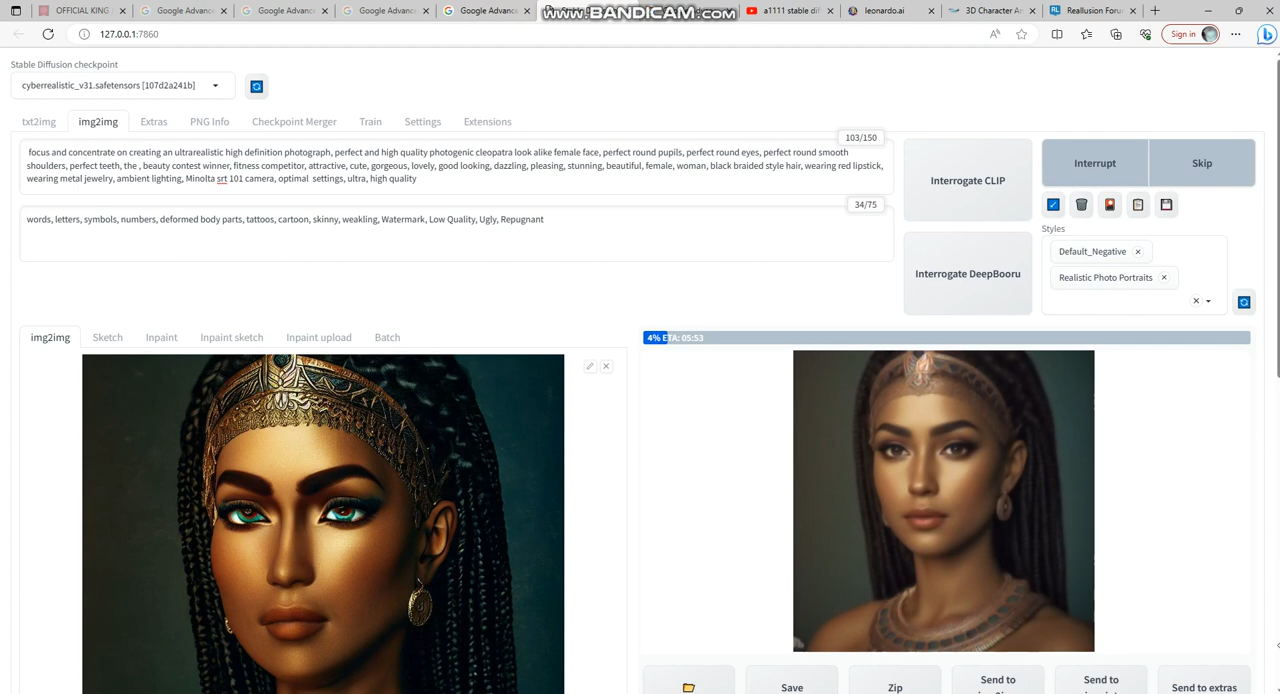 OFFICIAL KING
Google Advance
Google Advance
Google Advance
Google Advance
www.BANDICAM.com
a1111 stable dif
leonardo.ai
3D Character An
Reallusion Foru
127.0.0.1:7860
Sign in
Stable Diffusion checkpoint
cyberrealistic_v31.safetensors [107d2a241b]
txt2img img2img Extras PNG Info Checkpoint Merger Train Settings Extensions
103/150
focus and concentrate on creating an ultrarealistic high definition photograph, perfect and high quality photogenic cleopatra look alike female face, perfect round pupils, perfect round eyes, perfect round smooth
shoulders, perfect teeth, the , beauty contest winner, fitness competitor, attractive, cute, gorgeous, lovely, good looking, dazzling, pleasing, stunning, beautiful, female, woman, black braided style hair, wearing red lipstick,
wearing metal jewelry, ambient lighting, Minolta srt 101 camera, optimal settings, ultra, high quality
34/75
words, letters, symbols, numbers, deformed body parts, tattoos, cartoon, skinny, weakling, Watermark, Low Quality, Ugly, Repugnant
Interrogate CLIP
Interrogate DeepBooru
Interrupt Skip
Styles
Default_Negative
Realistic Photo Portraits
img2img Sketch Inpaint Inpaint sketch Inpaint upload Batch
4% ETA: 05:53
Save
Zip
Send to
Send to
Send to extras